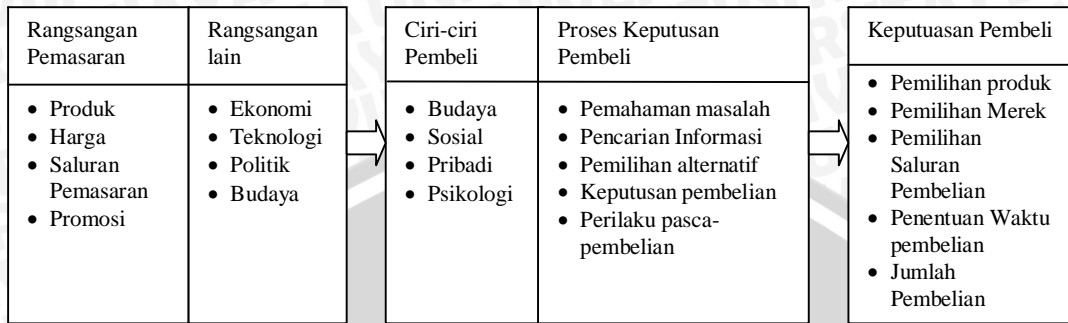 Rangsangan
Pemasaran
• Produk
• Harga
• Saluran
Pemasaran
• Promosi
Rangsangan
lain
• Ekonomi
• Teknologi
• Politik
• Budaya
Ciri-ciri
Pembeli
• Budaya
• Sosial
• Pribadi
• Psikologi
Proses Keputusan
Pembeli
• Pemahaman masalah
• Pencarian Informasi
• Pemilihan alternatif
• Keputusan pembelian
• Perilaku pasca-
pembelian
Keputuasan Pembeli
• Pemilihan produk
• Pemilihan Merek
• Pemilihan
Saluran
Pembelian
• Penentuan Waktu
pembelian
• Jumlah
Pembelian